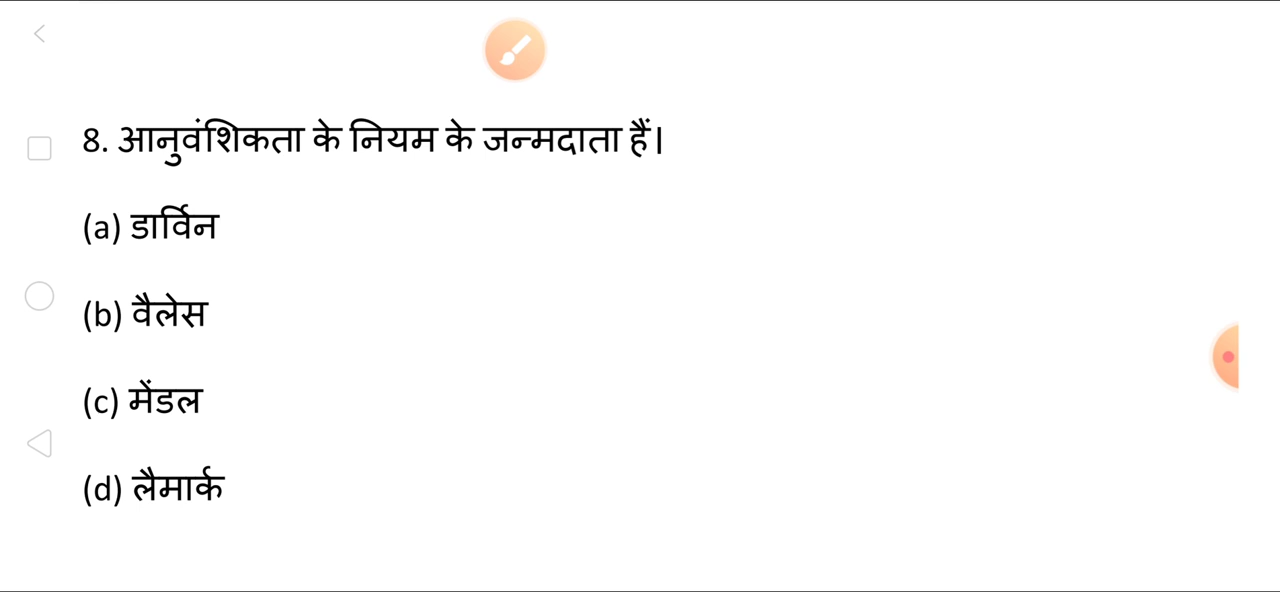 8. आनुवंशिकता के नियम के जन्मदाता हैं।
(a) डार्विन
(b) वैलेस
(c) मेंडल
(d) लैमार्क